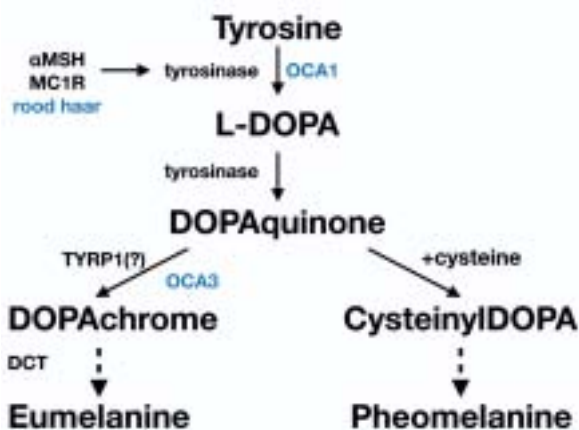 Tyrosine
αMSH
MC1R
rood haar
tyrosinase
OCA1
L-DOPA
tyrosinase
DOPAquinone
TYRP1(?)
OCA3
+cysteine
DOPAchrome
CysteinylDOPA
DCT
Eumelanine
Pheomelanine